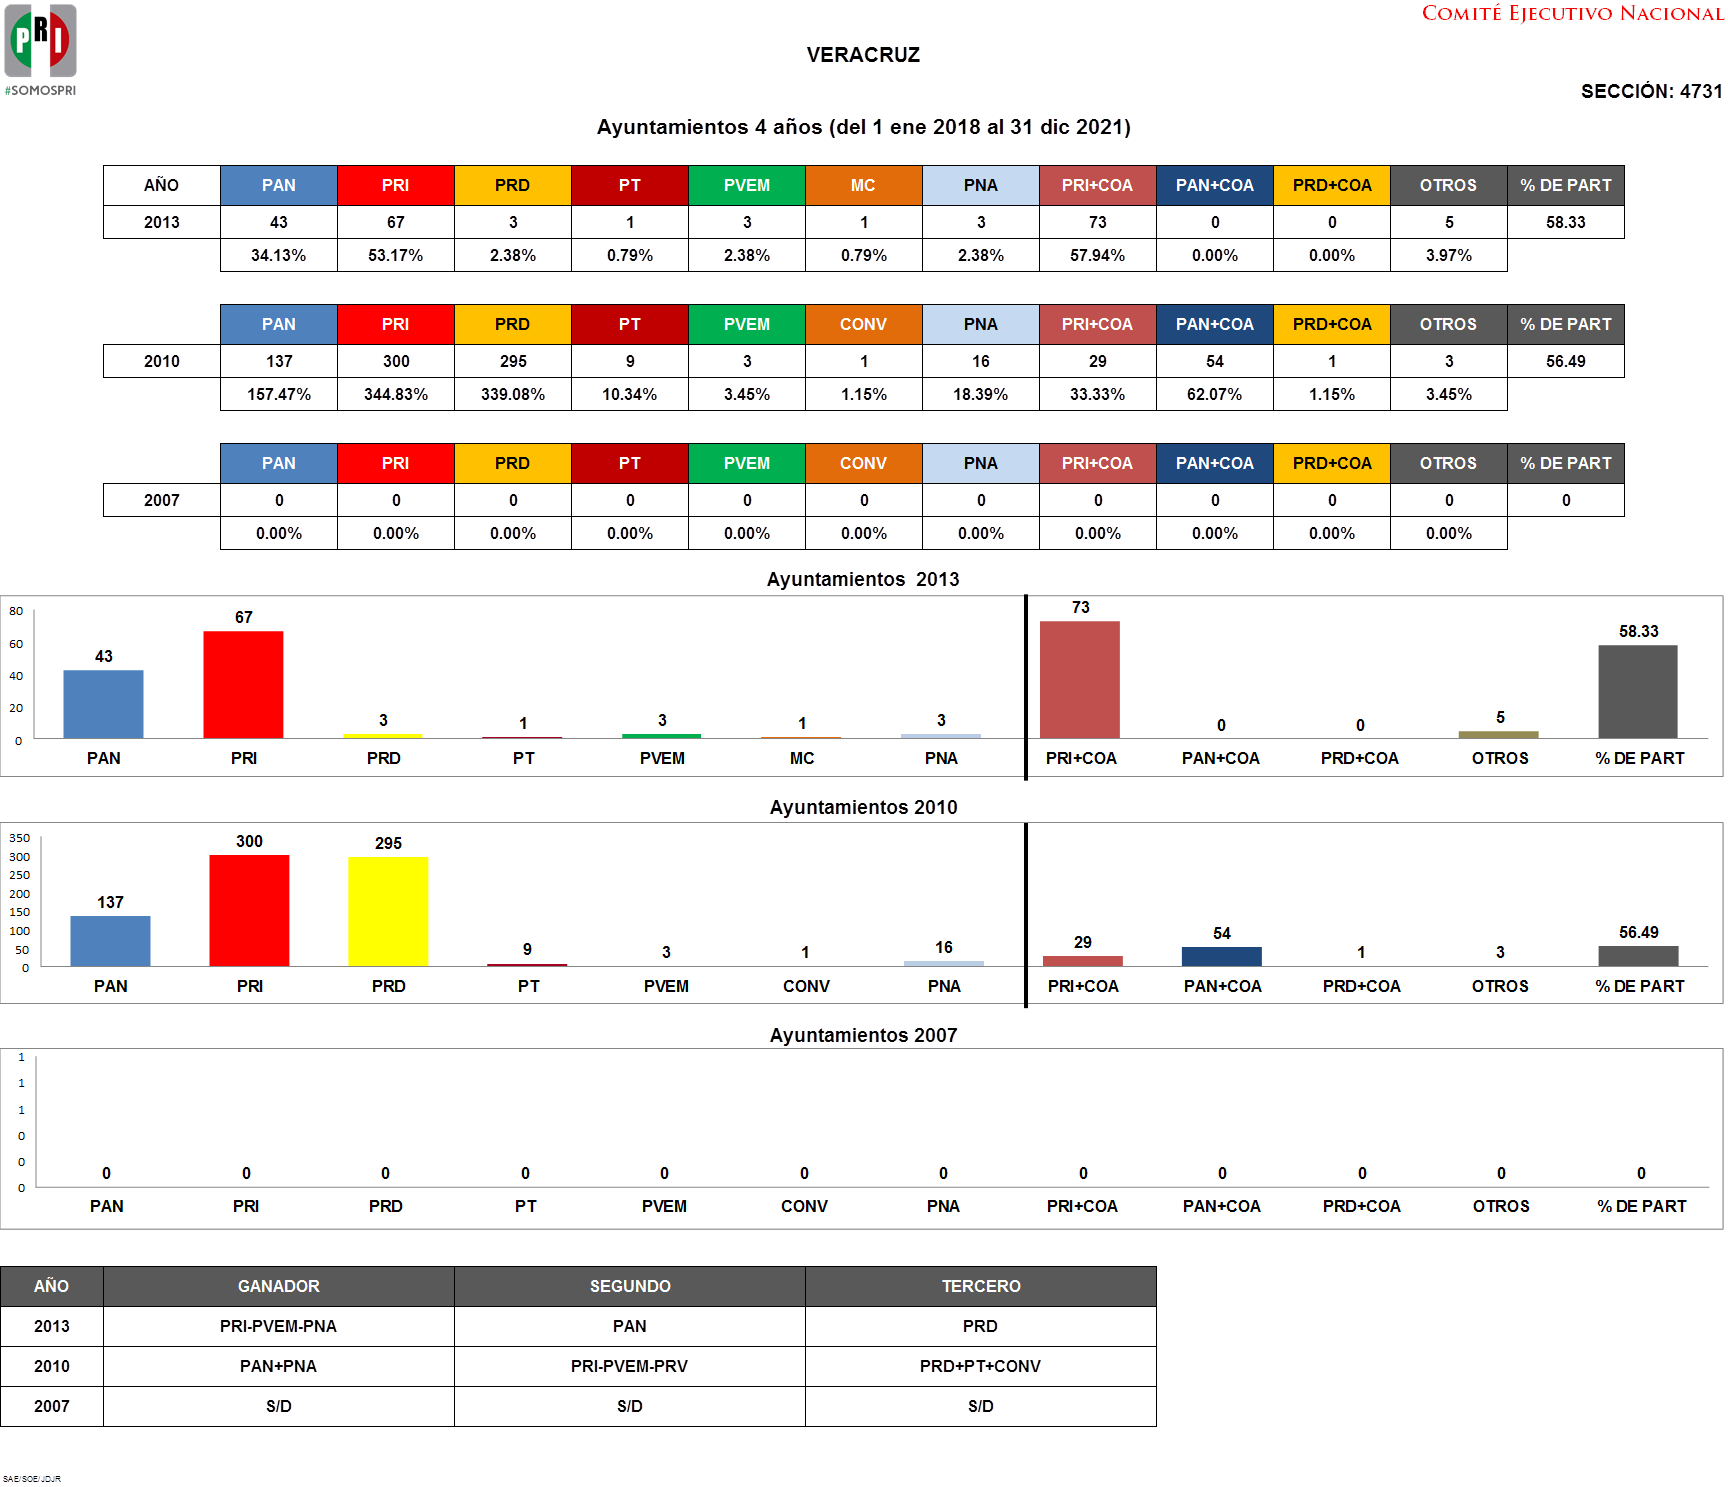 PRI
#SOMOSPRI
COMITÉ EJECUTIVO NACIONAL
VERACRUZ
SECCIÓN: 4731
Ayuntamientos 4 años (del 1 ene 2018 al 31 dic 2021)
AÑO PAN PRI PRD PT PVEM MC PNA PRI+COA PAN+COA PRD+COA OTROS % DE PART
2013 43 67 3 1 3 1 3 73 0 0 5 58.33
34.13% 53.17% 2.38% 0.79% 2.38% 0.79% 2.38% 57.94% 0.00% 0.00% 3.97%
PAN PRI PRD PT PVEM CONV PNA PRI+COA PAN+COA PRD+COA OTROS % DE PART
2010 137 300 295 9 3 1 16 29 54 1 3 56.49
157.47% 344.83% 339.08% 10.34% 3.45% 1.15% 18.39% 33.33% 62.07% 1.15% 3.45%
PAN PRI PRD PT PVEM CONV PNA PRI+COA PAN+COA PRD+COA OTROS % DE PART
2007 0 0 0 0 0 0 0 0 0 0 0 0
0.00% 0.00% 0.00% 0.00% 0.00% 0.00% 0.00% 0.00% 0.00% 0.00% 0.00%
Ayuntamientos 2013
80
60
40
20
0
43 67 3 1 3 1 3 73 0 0 5 58.33
PAN PRI PRD PT PVEM MC PNA PRI+COA PAN+COA PRD+COA OTROS % DE PART
Ayuntamientos 2010
350
300
250
200
150
100
50
0
137 300 295 9 3 1 16 29 54 1 3 56.49
PAN PRI PRD PT PVEM CONV PNA PRI+COA PAN+COA PRD+COA OTROS % DE PART
Ayuntamientos 2007
1
1
1
0
0
0
0 0 0 0 0 0 0 0 0 0 0 0
PAN PRI PRD PT PVEM CONV PNA PRI+COA PAN+COA PRD+COA OTROS % DE PART
AÑO GANADOR SEGUNDO TERCERO
2013 PRI-PVEM-PNA PAN PRD
2010 PAN+PNA PRI-PVEM-PRV PRD+PT+CONV
2007 S/D S/D S/D
SAE/SOE/JDJR